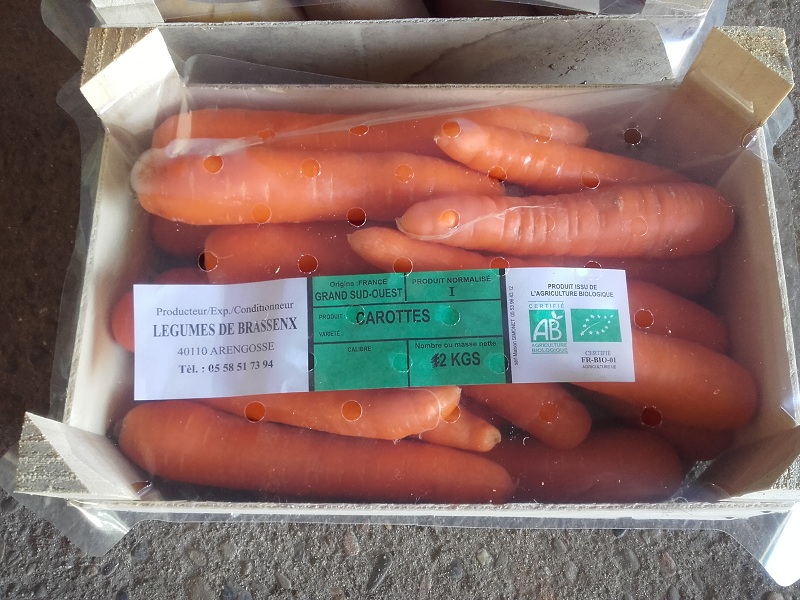 Producteur/Exp./Conditionneur
LEGUMES DE BRASSENX
40110 ARENGOSSE
Tèl. : 05 58 51 73 94
Origine : FRANCE
GRAND SUD-OUEST
PRODUIT NORMALISÉ
I
PRODUIT :
CAROTTES
VARIÉTÉ :
CALIBRE
Nombre ou masse nette
12 KGS
PRODUIT ISSU DE
L'AGRICULTURE BIOLOGIQUE
CERTIFIÉ
AB
AGRICULTURE
BIOLOGIQUE
CERTIFIÉ
FR-BIO-01